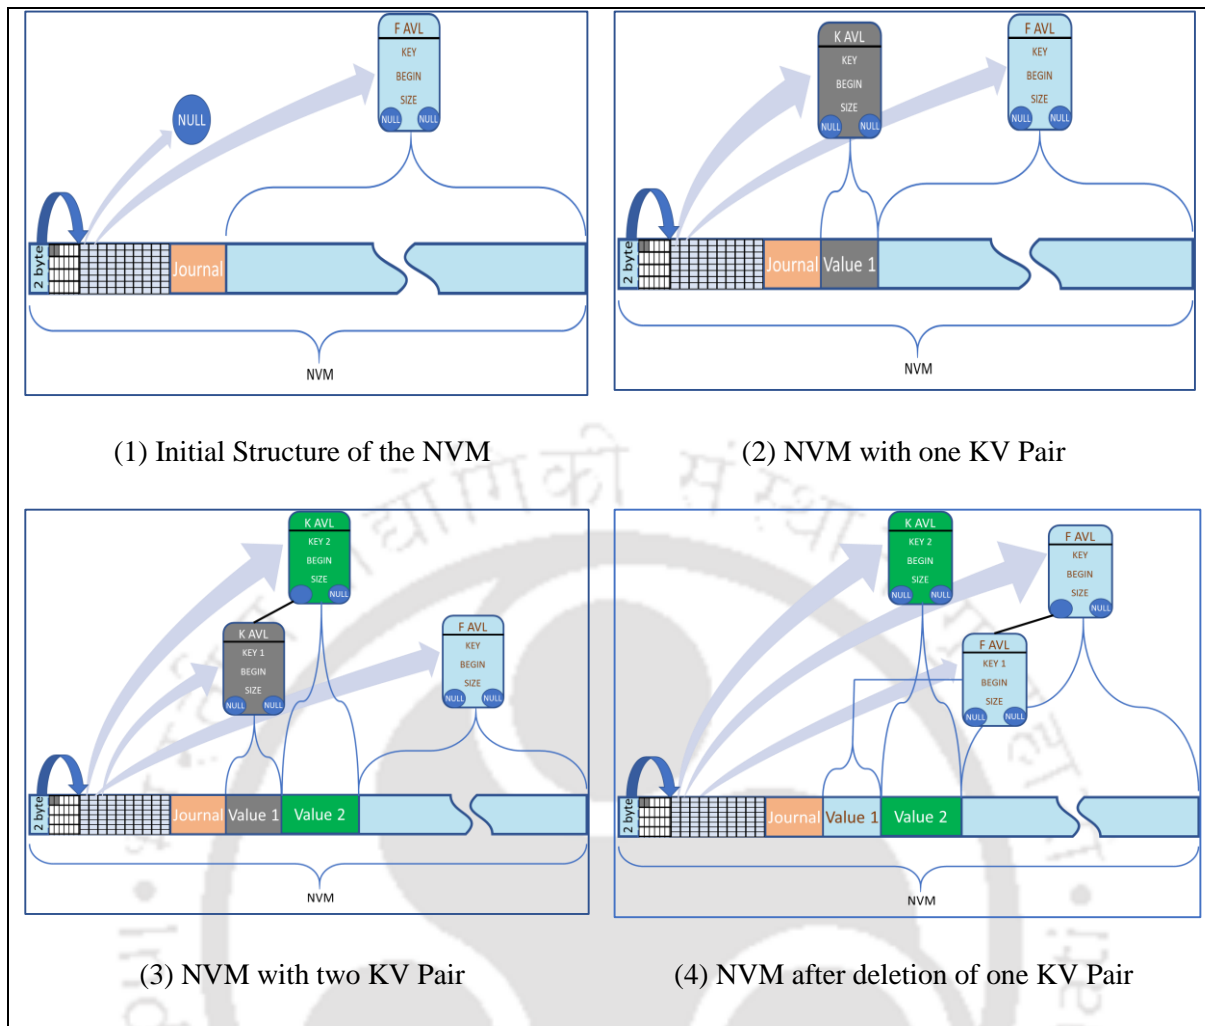 F AVL
KEY
BEGIN
SIZE
NULL NULL
NULL
2 byte
Journal
NVM
(1) Initial Structure of the NVM
K AVL
KEY
BEGIN
SIZE
NULL NULL
F AVL
KEY
BEGIN
SIZE
NULL NULL
2 byte
Journal Value 1
NVM
(2) NVM with one KV Pair
K AVL
KEY 2
BEGIN
SIZE
NULL
K AVL
KEY 1
BEGIN
SIZE
NULL NULL
F AVL
KEY
BEGIN
SIZE
NULL NULL
2 byte
Journal Value 1 Value 2
NVM
(3) NVM with two KV Pair
K AVL
KEY 2
BEGIN
SIZE
NULL NULL
F AVL
KEY
BEGIN
SIZE
NULL
F AVL
KEY 1
BEGIN
SIZE
NULL NULL
2 byte
Journal Value 1 Value 2
NVM
(4) NVM after deletion of one KV Pair